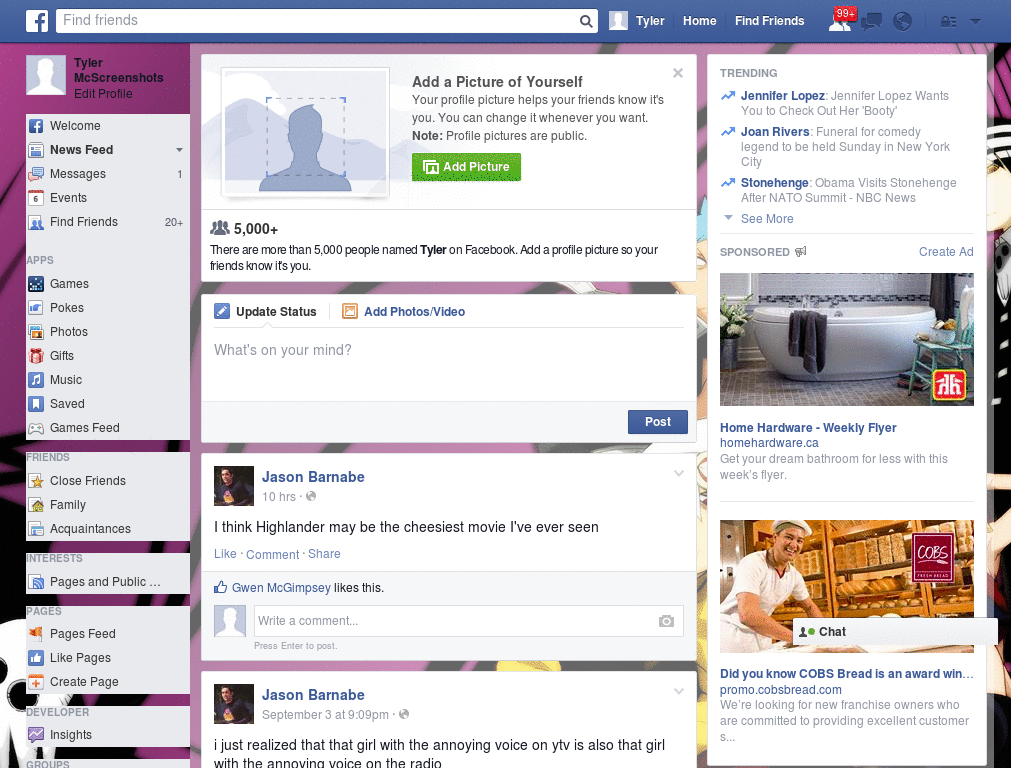 Find friends
Tyler
Home
Find Friends
99+
Tyler
McScreenshots
Edit Profile
Welcome
News Feed
Messages 1
Events
Find Friends 20+
APPS
Games
Pokes
Photos
Gifts
Music
Saved
Games Feed
FRIENDS
Close Friends
Family
Acquaintances
INTERESTS
Pages and Public ...
PAGES
Pages Feed
Like Pages
Create Page
DEVELOPER
Insights
GROUPS
Add a Picture of Yourself
Your profile picture helps your friends know it's
you. You can change it whenever you want.
Note: Profile pictures are public.
Add Picture
5,000+
There are more than 5,000 people named Tyler on Facebook. Add a profile picture so your
friends know it's you.
Update Status
Add Photos/Video
What's on your mind?
Post
Jason Barnabe
10 hrs ·
I think Highlander may be the cheesiest movie I've ever seen
Like · Comment · Share
Gwen McGimpsey likes this.
Write a comment...
Press Enter to post.
Jason Barnabe
September 3 at 9:09pm ·
i just realized that that girl with the annoying voice on ytv is also that girl
with the annoying voice on the radio
TRENDING
Jennifer Lopez: Jennifer Lopez Wants
You to Check Out Her 'Booty'
Joan Rivers: Funeral for comedy
legend to be held Sunday in New York
City
Stonehenge: Obama Visits Stonehenge
After NATO Summit - NBC News
See More
SPONSORED
Create Ad
Home Hardware - Weekly Flyer
homehardware.ca
Get your dream bathroom for less with this
week's flyer.
COBS
FRESH BREAD
Chat
Did you know COBS Bread is an award win...
promo.cobsbread.com
We're looking for new franchise owners who
are committed to providing excellent customer
s...